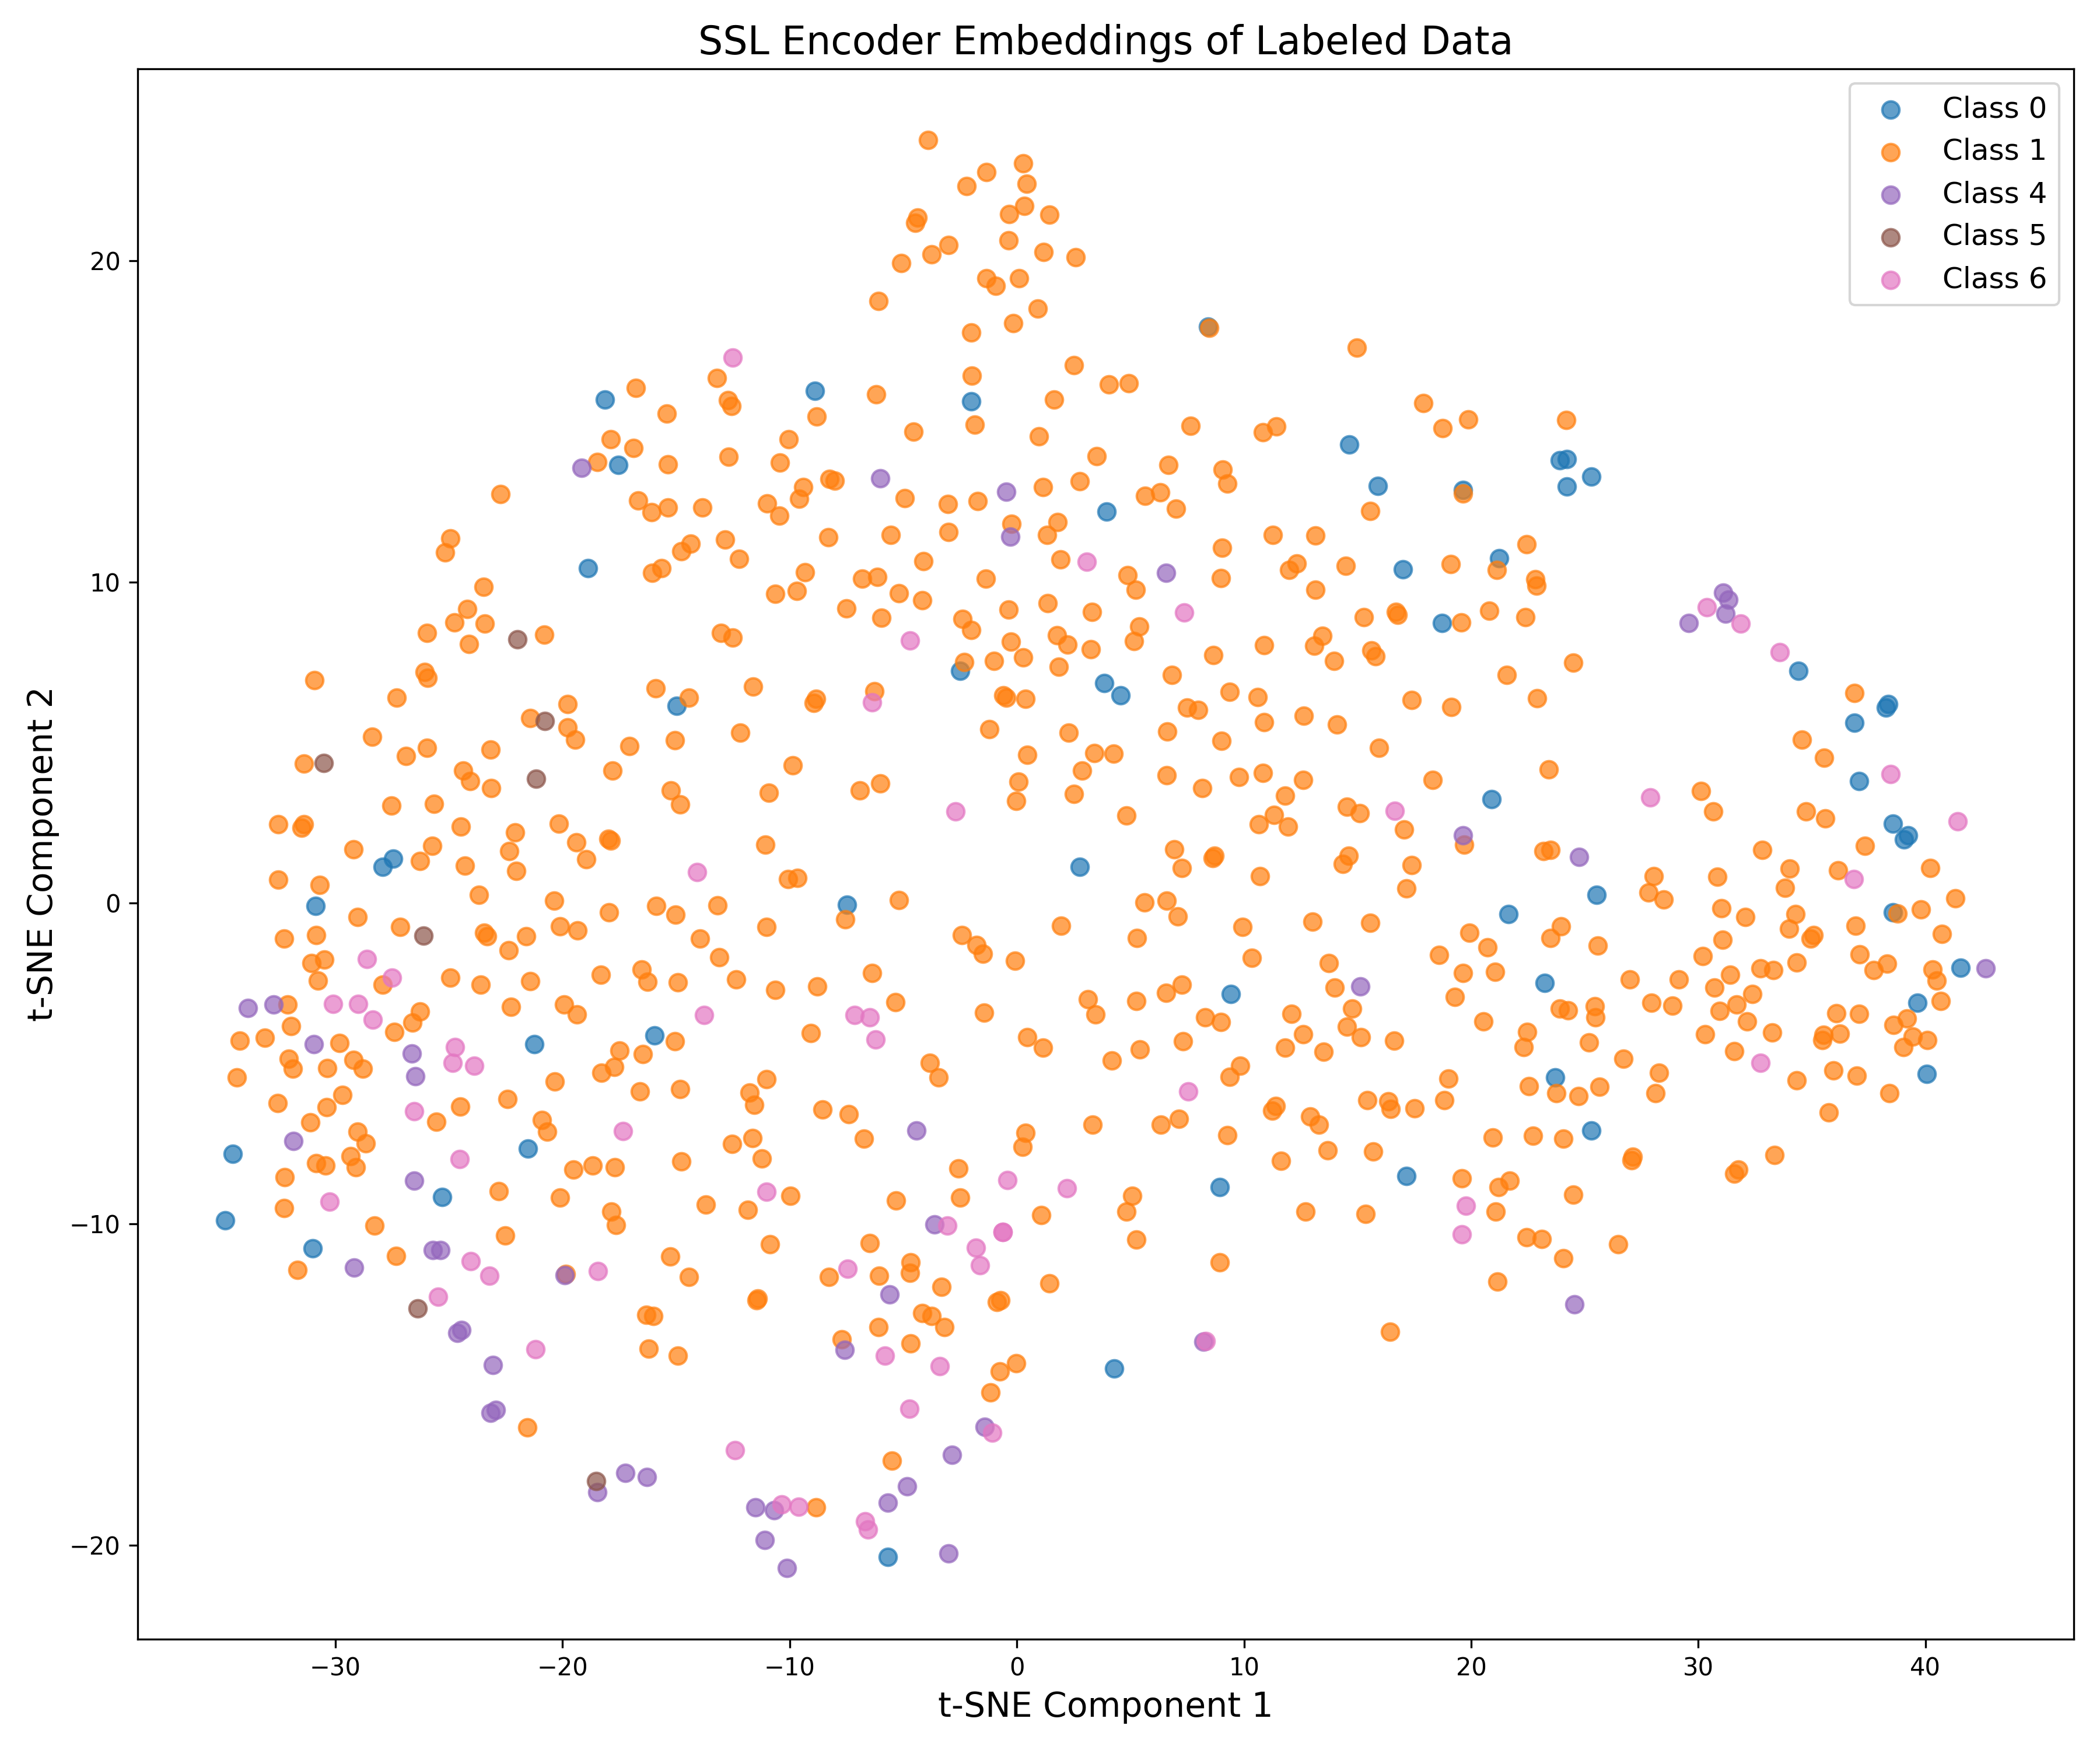 SSL Encoder Embeddings of Labeled Data
Class 0
Class 1
Class 4
Class 5
Class 6
20
10
0
−10
−20
t-SNE Component 2
−30
−20
−10
0
10
20
30
40
t-SNE Component 1